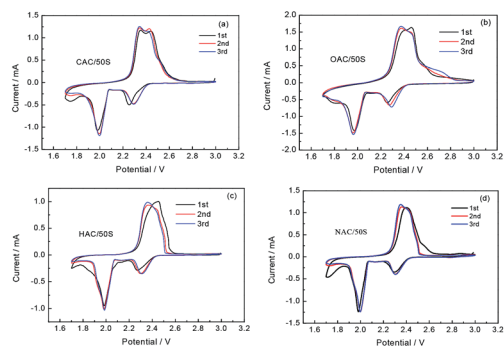 (a)
CAC/50S
1st
2nd
3rd
Current / mA
1.5
1.0
0.5
0.0
-0.5
-1.0
-1.5
1.6 1.8 2.0 2.2 2.4 2.6 2.8 3.0 3.2
Potential / V
(b)
OAC/50S
1st
2nd
3rd
Current / mA
2.0
1.5
1.0
0.5
0.0
-0.5
-1.0
-1.5
-2.0
1.6 1.8 2.0 2.2 2.4 2.6 2.8 3.0 3.2
Potential / V
(c)
HAC/50S
1st
2nd
3rd
Current / mA
1.0
0.5
0.0
-0.5
-1.0
1.6 1.8 2.0 2.2 2.4 2.6 2.8 3.0 3.2
Potential / V
(d)
NAC/50S
1st
2nd
3rd
Current / mA
1.5
1.0
0.5
0.0
-0.5
-1.0
-1.5
1.6 1.8 2.0 2.2 2.4 2.6 2.8 3.0 3.2
Potential / V